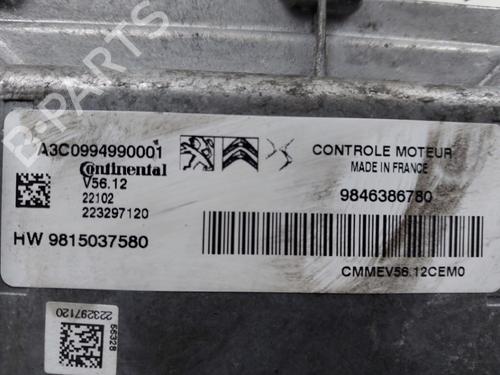 B-PARTS
A3C0994990001
Continental
V56.12
22102
223297120
HW 9815037580
CONTROLE MOTEUR
MADE IN FRANCE
9846386780
CMMEV56.12CEM0
56328
223297120